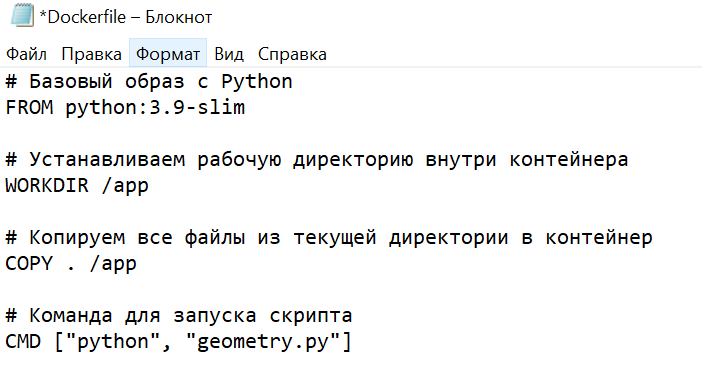 *Dockerfile – Блокнот
Файл Правка Формат Вид Справка
# Базовый образ с Python
FROM python:3.9-slim
# Устанавливаем рабочую директорию внутри контейнера
WORKDIR /app
# Копируем все файлы из текущей директории в контейнер
COPY . /app
# Команда для запуска скрипта
CMD ["python", "geometry.py"]